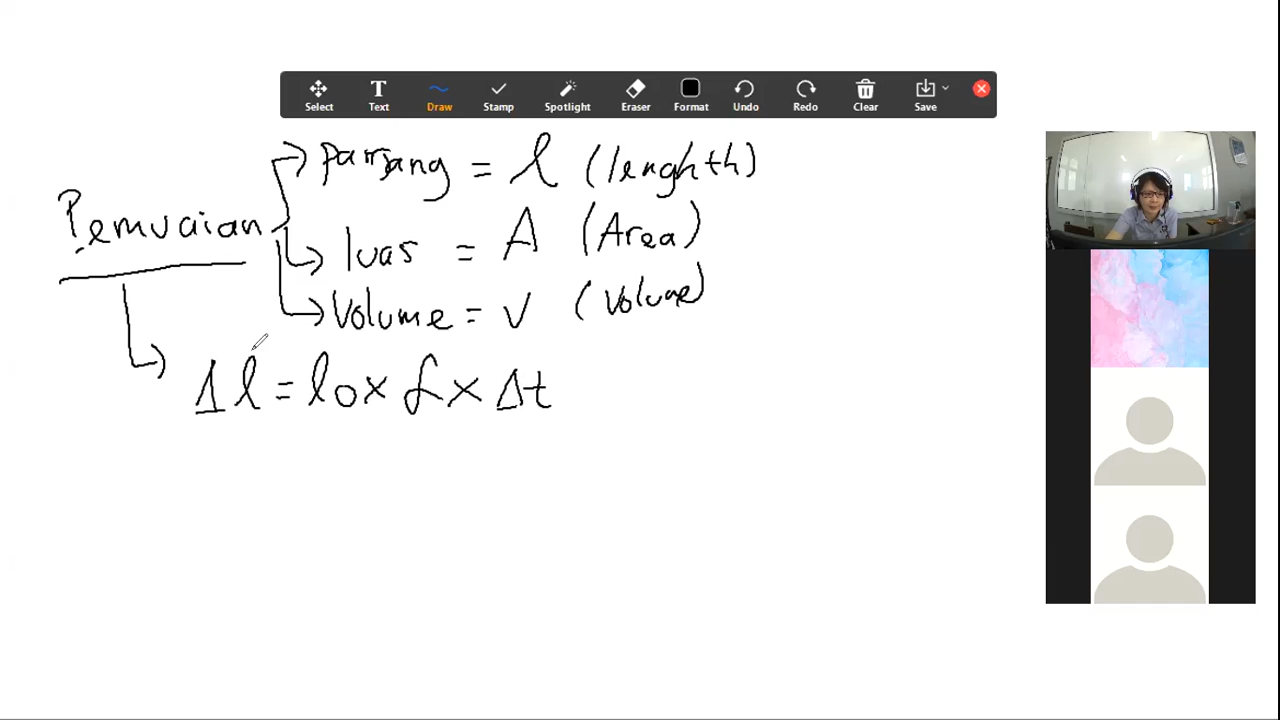 Select Text Draw Stamp Spotlight Eraser Format Undo Redo Clear Save
Pemuaian
panjang = l (lenghth)
luas = A (Area)
Volume = V (Volume)
Δl = lo x α x Δt